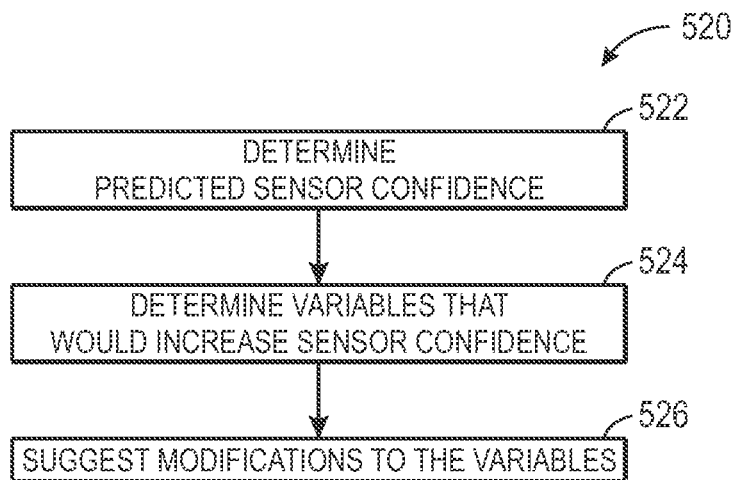 520
522
DETERMINE
PREDICTED SENSOR CONFIDENCE
524
DETERMINE VARIABLES THAT
WOULD INCREASE SENSOR CONFIDENCE
526
SUGGEST MODIFICATIONS TO THE VARIABLES